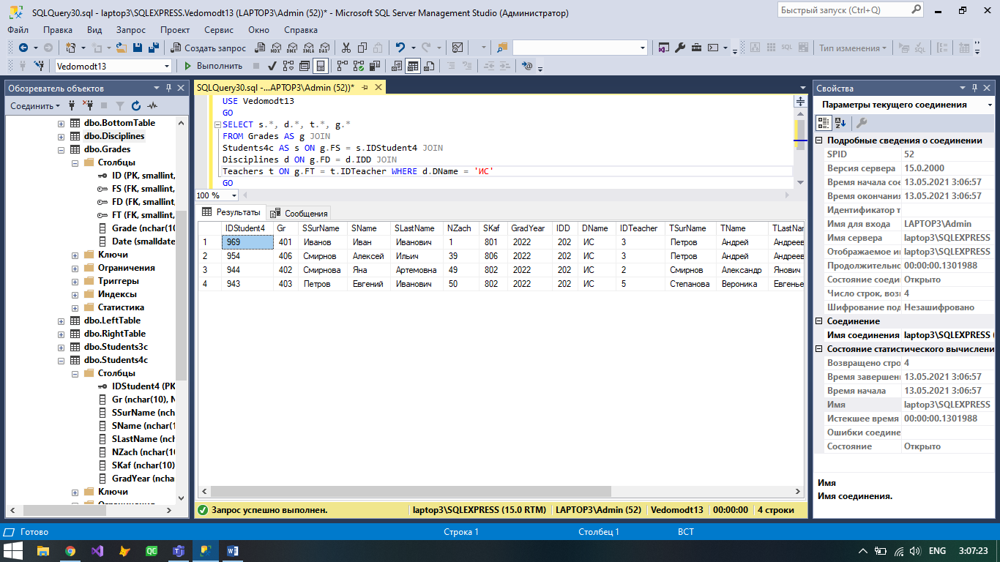 SQLQuery30.sql - laptop3\SQLEXPRESS.Vedomodt13 (LAPTOP3\Admin (52))* - Microsoft SQL Server Management Studio (Администратор)
Быстрый запуск (Ctrl+Q)
Файл Правка Вид Запрос Проект Сервис Окно Справка
Создать запрос
MDX DMX XMLA DAX
Тип изменения
Vedomodt13
Выполнить
Обозреватель объектов
Соединить
dbo.BottomTable
dbo.Disciplines
dbo.Grades
Столбцы
ID (PK, smallint,
FS (FK, smallint,
FD (FK, smallint,
FT (FK, smallint,
Grade (nchar(10
Date (smalldate
Ключи
Ограничения
Триггеры
Индексы
Статистика
dbo.LeftTable
dbo.RightTable
dbo.Students3c
dbo.Students4c
Столбцы
IDStudent4 (PK
Gr (nchar(10), N
SSurName (nch
SName (nchar(1
SLastName (nc
NZach (nchar(10
SKaf (nchar(10)
GradYear (ncha
Ключи
SQLQuery30.sql -...APTOP3\Admin (52))*
USE Vedomodt13
GO
SELECT s.*, d.*, t.*, g.*
FROM Grades AS g JOIN
Students4c AS s ON g.FS = s.IDStudent4 JOIN
Disciplines d ON g.FD = d.IDD JOIN
Teachers t ON g.FT = t.IDTeacher WHERE d.DName = 'ИС'
GO
100 %
Результаты Сообщения
IDStudent4 Gr SSurName SName SLastName NZach SKaf GradYear IDD DName IDTeacher TSurName TName TLastNam
1 969 401 Иванов Иван Иванович 1 801 2022 202 ИС 3 Петров Андрей Андреев
2 954 406 Смирнов Алексей Ильич 39 806 2022 202 ИС 3 Петров Андрей Андреев
3 944 402 Смирнова Яна Артемовна 49 802 2022 202 ИС 2 Смирнов Александр Янович
4 943 403 Петров Евгений Иванович 50 802 2022 202 ИС 5 Степанова Вероника Евгенье
Запрос успешно выполнен.
laptop3\SQLEXPRESS (15.0 RTM) LAPTOP3\Admin (52) Vedomodt13 00:00:00 4 строки
Свойства
Параметры текущего соединения
Подробные сведения о соединении
SPID 52
Версия сервера 15.0.2000
Время начала сое 13.05.2021 3:06:57
Время окончания 13.05.2021 3:06:57
Идентификатор т
Имя для входа LAPTOP3\Admin
Имя сервера laptop3\SQLEXPRESS
Отображаемое и laptop3\SQLEXPRESS
Продолжительно 00:00:00.1301988
Состояние соеди Открыто
Число строк, возв 4
Шифрование под Незашифровано
Соединение
Имя соединения laptop3\SQLEXPRESS (
Состояние статистического вычислени
Возвращено стро 4
Время завершен 13.05.2021 3:06:57
Время начала 13.05.2021 3:06:57
Имя laptop3\SQLEXPRESS
Истекшее время 00:00:00.1301988
Ошибки соедине
Состояние Открыто
Имя
Имя соединения.
Готово Строка 1 Столбец 1 ВСТ
ENG 3:07:23